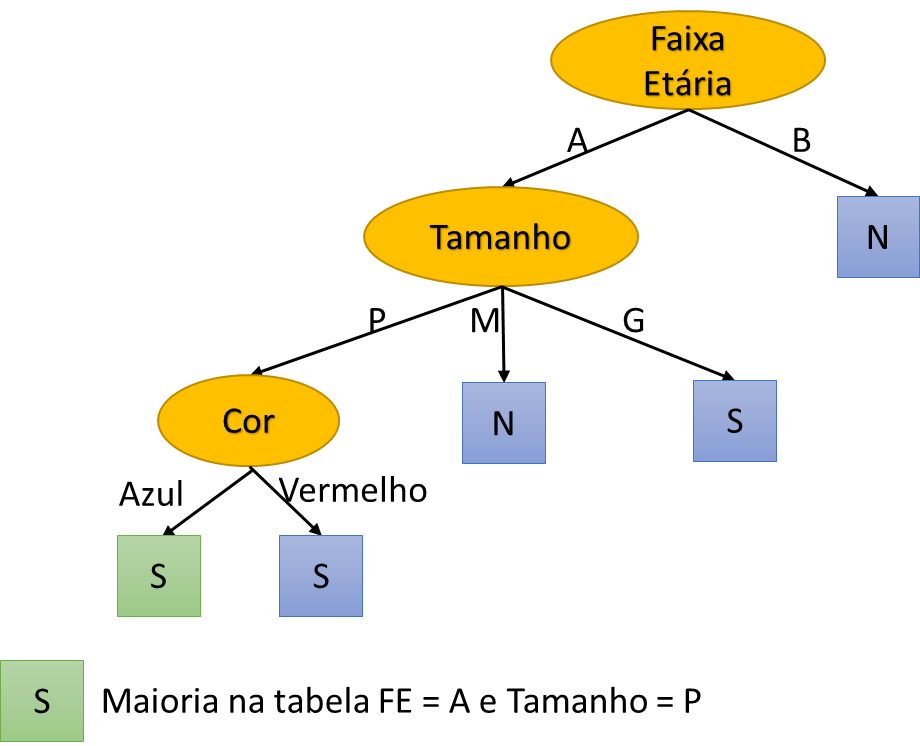 Faixa
Etária
A
B
Tamanho
N
P
M
G
Cor
N
S
Azul
Vermelho
S
S
S
Maioria na tabela FE = A e Tamanho = P